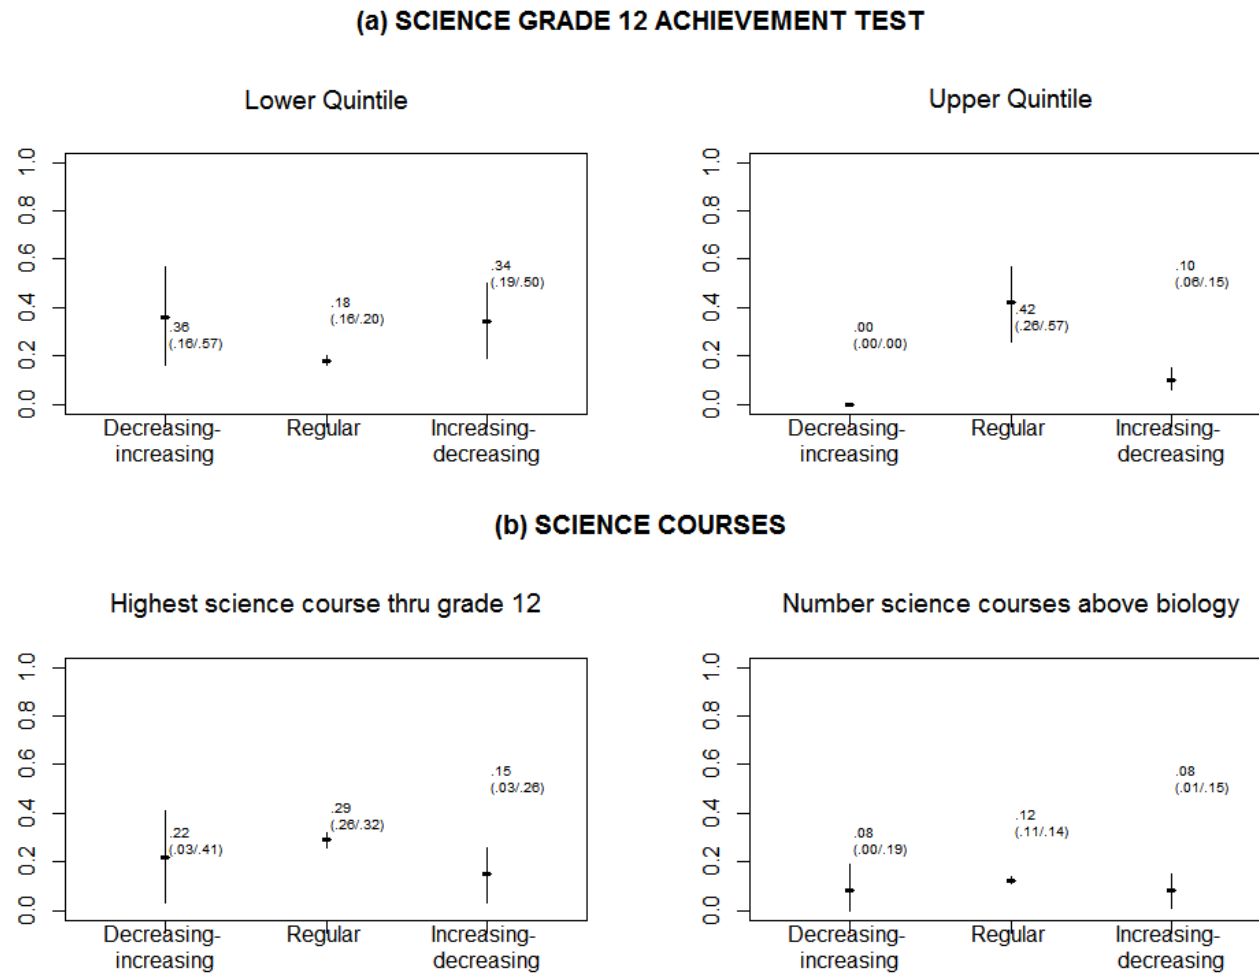 (a) SCIENCE GRADE 12 ACHIEVEMENT TEST
Lower Quintile
1.0
0.8
0.6
0.4
0.2
0.0
.36
(.16/.57)
.18
(.16/.20)
.34
(.19/.50)
Decreasing-
increasing
Regular
Increasing-
decreasing
Upper Quintile
1.0
0.8
0.6
0.4
0.2
0.0
.00
(.00/.00)
.42
(.26/.57)
.10
(.06/.15)
Decreasing-
increasing
Regular
Increasing-
decreasing
(b) SCIENCE COURSES
Highest science course thru grade 12
1.0
0.8
0.6
0.4
0.2
0.0
.22
(.03/.41)
.29
(.26/.32)
.15
(.03/.26)
Decreasing-
increasing
Regular
Increasing-
decreasing
Number science courses above biology
1.0
0.8
0.6
0.4
0.2
0.0
.08
(.00/.19)
.12
(.11/.14)
.08
(.01/.15)
Decreasing-
increasing
Regular
Increasing-
decreasing